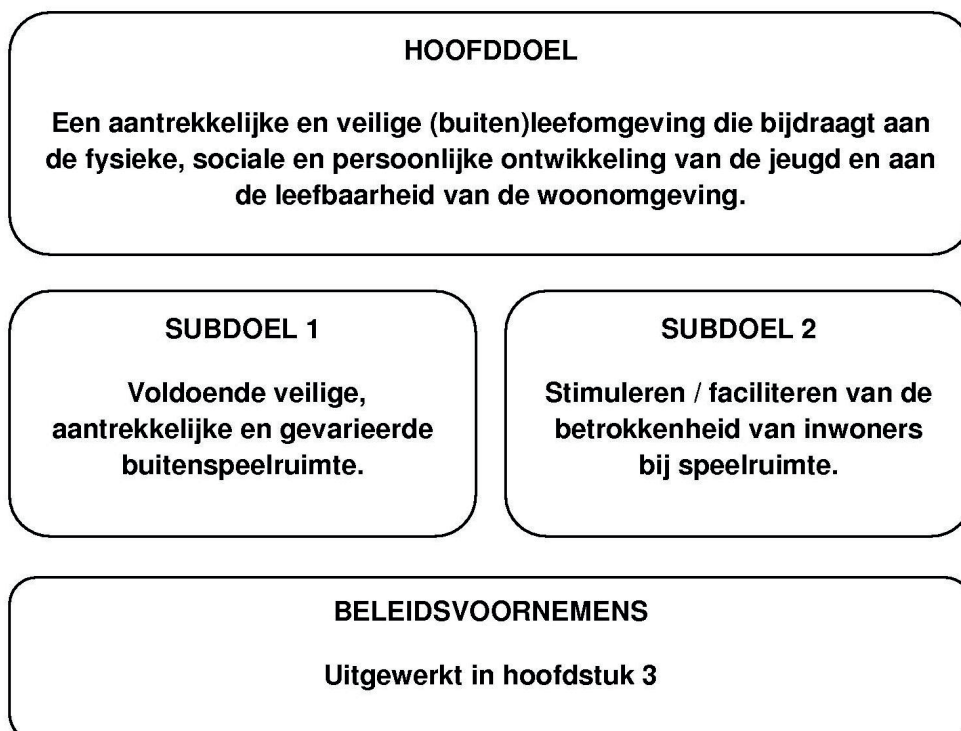 HOOFDDOEL
Een aantrekkelijke en veilige (buiten)leefomgeving die bijdraagt aan
de fysieke, sociale en persoonlijke ontwikkeling van de jeugd en aan
de leefbaarheid van de woonomgeving.
SUBDOEL 1
Voldoende veilige,
aantrekkelijke en gevarieerde
buitenspeelruimte.
SUBDOEL 2
Stimuleren / faciliteren van de
betrokkenheid van inwoners
bij speelruimte.
BELEIDSVOORNEMENS
Uitgewerkt in hoofdstuk 3